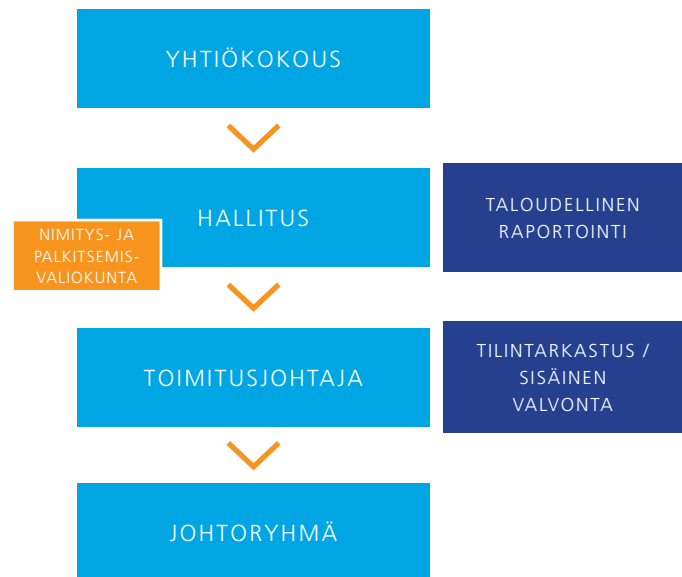 YHTIÖKOKOUS
HALLITUS
NIMITYS- JA
PALKITSEMIS-
VALIOKUNTA
TALOUDELLINEN
RAPORTOINTI
TOIMITUSJOHTAJA
TILINTARKASTUS /
SISÄINEN
VALVONTA
JOHTORYHMÄ